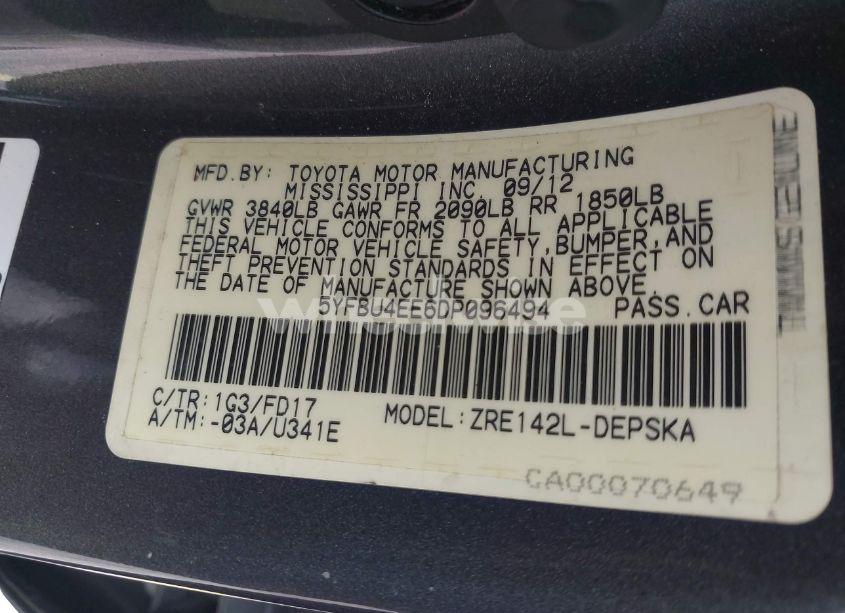 MFD.BY: TOYOTA MOTOR MANUFACTURING
MISSISSIPPI INC. 09/12
GVWR 3840LB GAWR FR 2090LB RR 1850LB
THIS VEHICLE CONFORMS TO ALL APPLICABLE
FEDERAL MOTOR VEHICLE SAFETY,BUMPER,AND
THEFT PREVENTION STANDARDS IN EFFECT ON
THE DATE OF MANUFACTURE SHOWN ABOVE.
5YFBU4EE6DP096494 PASS.CAR
C/TR:1G3/FD17
A/TM:-03A/U341E
MODEL:ZRE142L-DEPSKA
CA00070649